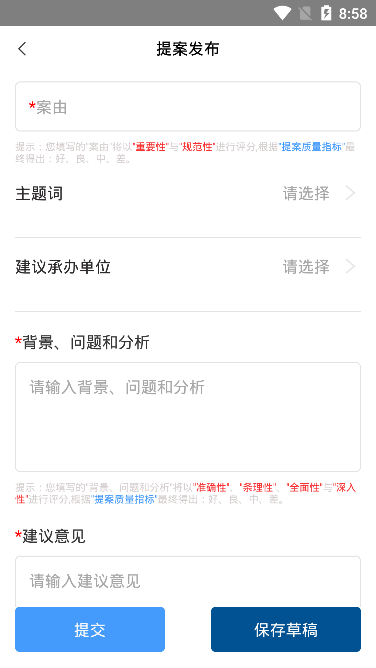 8:58
提案发布
*案由
提示：您填写的"案由"将以"重要性"与"规范性"进行评分,根据"提案质量指标"最
终得出：好、良、中、差。
主题词 请选择
建议承办单位 请选择
*背景、问题和分析
请输入背景、问题和分析
提示：您填写的"背景、问题和分析"将以"准确性"、"条理性"、"全面性"与"深入
性"进行评分,根据"提案质量指标"最终得出：好、良、中、差。
*建议意见
请输入建议意见
提交 保存草稿